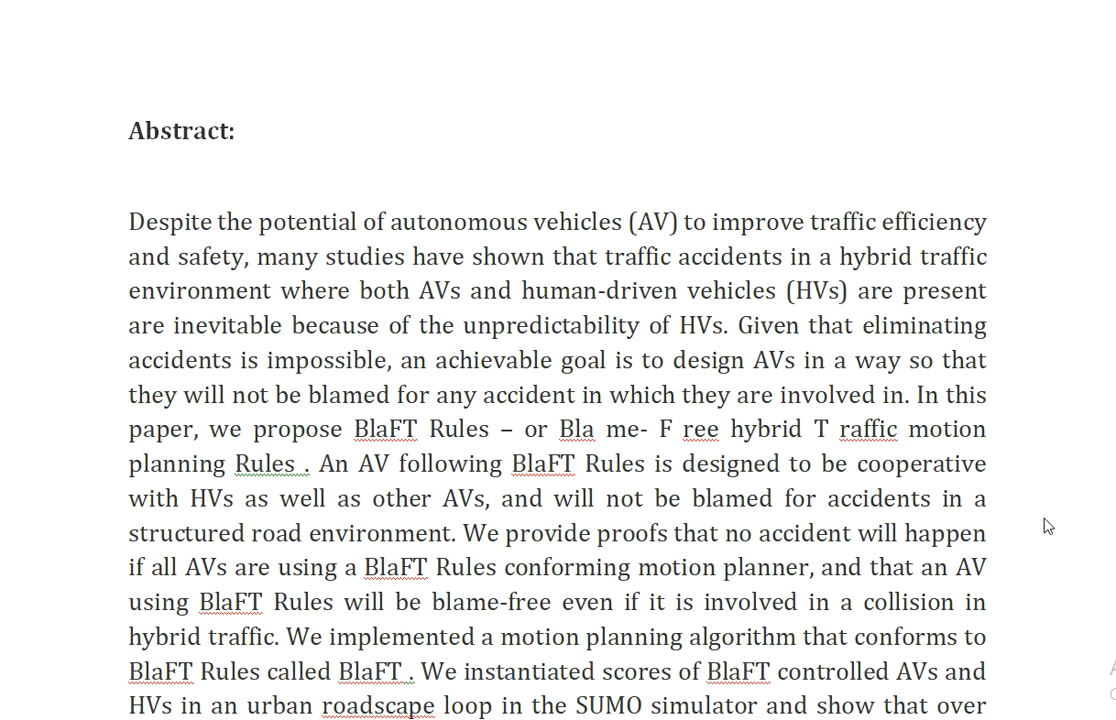 Abstract:
Despite the potential of autonomous vehicles (AV) to improve traffic efficiency
and safety, many studies have shown that traffic accidents in a hybrid traffic
environment where both AVs and human-driven vehicles (HVs) are present
are inevitable because of the unpredictability of HVs. Given that eliminating
accidents is impossible, an achievable goal is to design AVs in a way so that
they will not be blamed for any accident in which they are involved in. In this
paper, we propose BlaFT Rules – or Bla me- F ree hybrid T raffic motion
planning Rules . An AV following BlaFT Rules is designed to be cooperative
with HVs as well as other AVs, and will not be blamed for accidents in a
structured road environment. We provide proofs that no accident will happen
if all AVs are using a BlaFT Rules conforming motion planner, and that an AV
using BlaFT Rules will be blame-free even if it is involved in a collision in
hybrid traffic. We implemented a motion planning algorithm that conforms to
BlaFT Rules called BlaFT . We instantiated scores of BlaFT controlled AVs and
HVs in an urban roadscape loop in the SUMO simulator and show that over